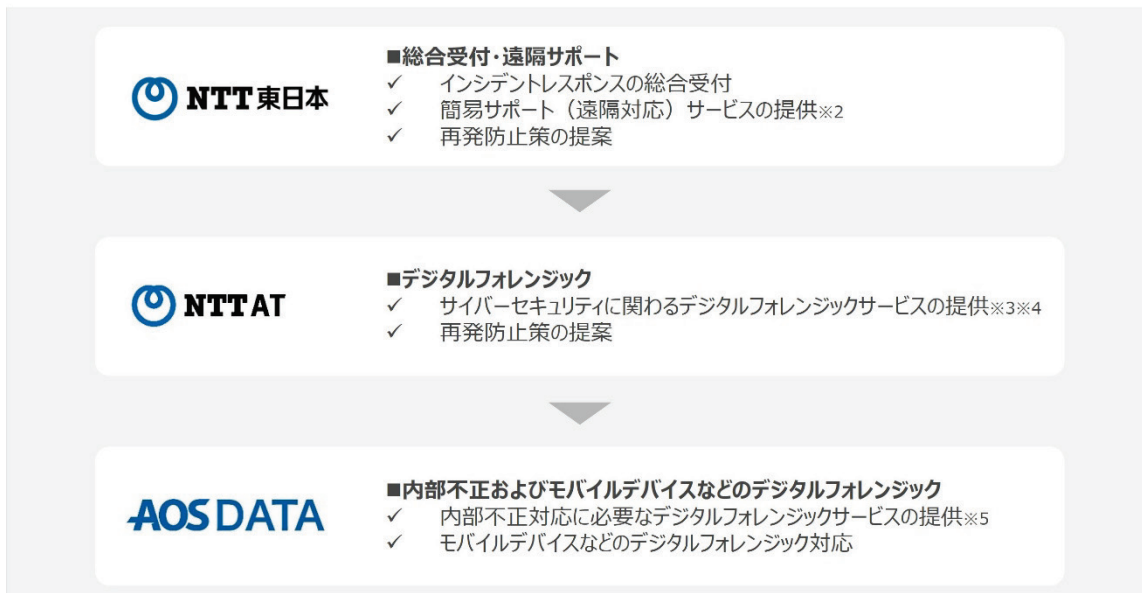 NTT東日本
■総合受付・遠隔サポート
✓ インシデントレスポンスの総合受付
✓ 簡易サポート（遠隔対応）サービスの提供※2
✓ 再発防止策の提案
NTT AT
■デジタルフォレンジック
✓ サイバーセキュリティに関わるデジタルフォレンジックサービスの提供※3※4
✓ 再発防止策の提案
AOS DATA
■内部不正およびモバイルデバイスなどのデジタルフォレンジック
✓ 内部不正対応に必要なデジタルフォレンジックサービスの提供※5
✓ モバイルデバイスなどのデジタルフォレンジック対応